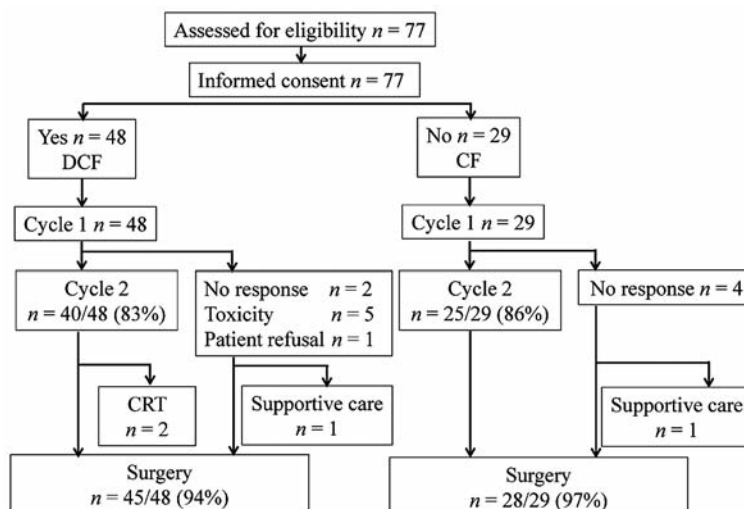 Assessed for eligibility n = 77
Informed consent n = 77
Yes n = 48
DCF
No n = 29
CF
Cycle 1 n = 48
Cycle 1 n = 29
Cycle 2
n = 40/48 (83%)
No response n = 2
Toxicity n = 5
Patient refusal n = 1
Cycle 2
n = 25/29 (86%)
No response n = 4
CRT
n = 2
Supportive care
n = 1
Supportive care
n = 1
Surgery
n = 45/48 (94%)
Surgery
n = 28/29 (97%)